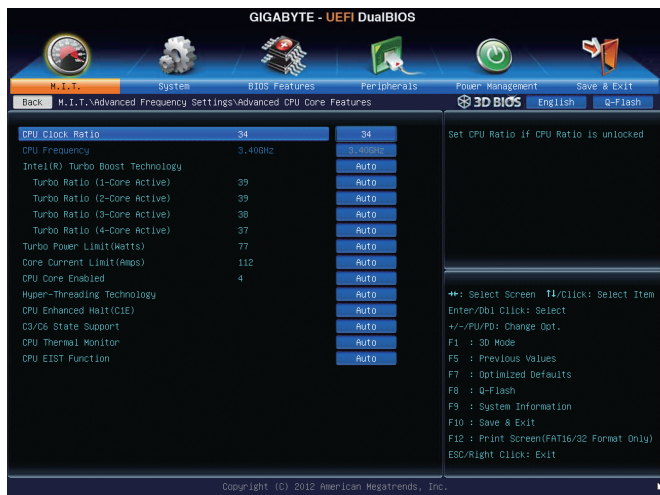 GIGABYTE - UEFI DualBIOS
M.I.T. System BIOS Features Peripherals Power Management Save & Exit
Back M.I.T.\Advanced Frequency Settings\Advanced CPU Core Features 3D BIOS English Q-Flash
CPU Clock Ratio 34 34
CPU Frequency 3.40GHz 3.40GHz
Intel(R) Turbo Boost Technology Auto
Turbo Ratio (1-Core Active) 39 Auto
Turbo Ratio (2-Core Active) 39 Auto
Turbo Ratio (3-Core Active) 38 Auto
Turbo Ratio (4-Core Active) 37 Auto
Turbo Power Limit(Watts) 77 Auto
Core Current Limit(Amps) 112 Auto
CPU Core Enabled 4 Auto
Hyper-Threading Technology Auto
CPU Enhanced Halt(C1E) Auto
C3/C6 State Support Auto
CPU Thermal Monitor Auto
CPU EIST Function Auto
Set CPU Ratio if CPU Ratio is unlocked
↔: Select Screen ↑↓/Click: Select Item
Enter/Dbl Click: Select
+/-/PU/PD: Change Opt.
F1 : 3D Mode
F5 : Previous Values
F7 : Optimized Defaults
F8 : Q-Flash
F9 : System Information
F10 : Save & Exit
F12 : Print Screen(FAT16/32 Format Only)
ESC/Right Click: Exit
Copyright (C) 2012 American Megatrends, Inc.